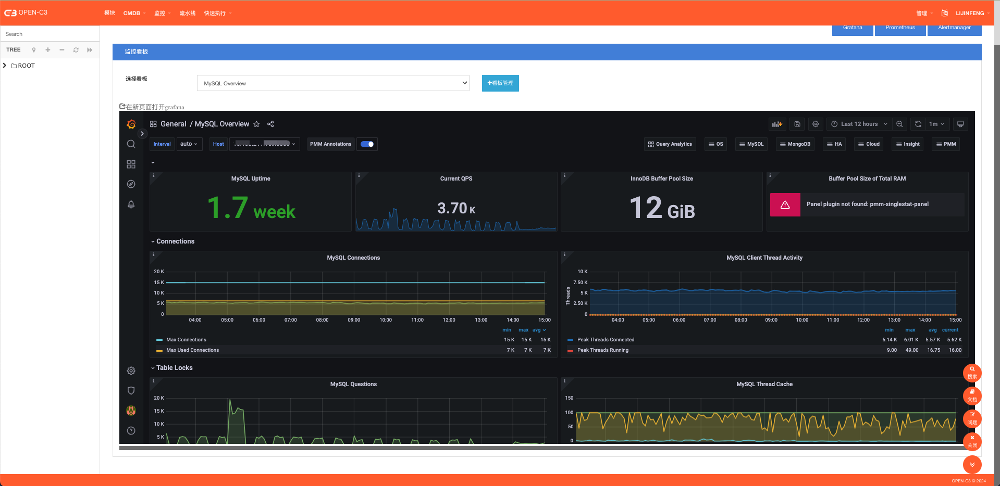 OPEN-C3
模块 CMDB 监控 流水线 快速执行 管理 LIJINFENG
Search
Grafana Prometheus Alertmanager
TREE
ROOT
监控看板
选择看板 MySQL Overview +看板管理
在新页面打开grafana
General / MySQL Overview Last 12 hours 1m
Interval auto Host PMM Annotations Query Analytics OS MySQL MongoDB HA Cloud Insight PMM
MySQL Uptime
1.7 week
Current QPS
3.70 K
InnoDB Buffer Pool Size
12 GiB
Buffer Pool Size of Total RAM
Panel plugin not found: pmm-singlestat-panel
Connections
MySQL Connections
20 K
15 K
10 K
5 K
0
04:00 05:00 06:00 07:00 08:00 09:00 10:00 11:00 12:00 13:00 14:00 15:00
min max avg
Max Connections 15 K 15 K 15 K
Max Used Connections 7 K 7 K 7 K
MySQL Client Thread Activity
Threads
10 K
7.50 K
5 K
2.50 K
0
04:00 05:00 06:00 07:00 08:00 09:00 10:00 11:00 12:00 13:00 14:00 15:00
min max avg current
Peak Threads Connected 5.14 K 6.01 K 5.57 K 5.62 K
Peak Threads Running 9.00 49.00 16.75 16.00
Table Locks
MySQL Questions
20 K
15 K
10 K
5 K
MySQL Thread Cache
150
100
50
0
搜索
文档
问题
关闭
OPEN-C3 © 2024